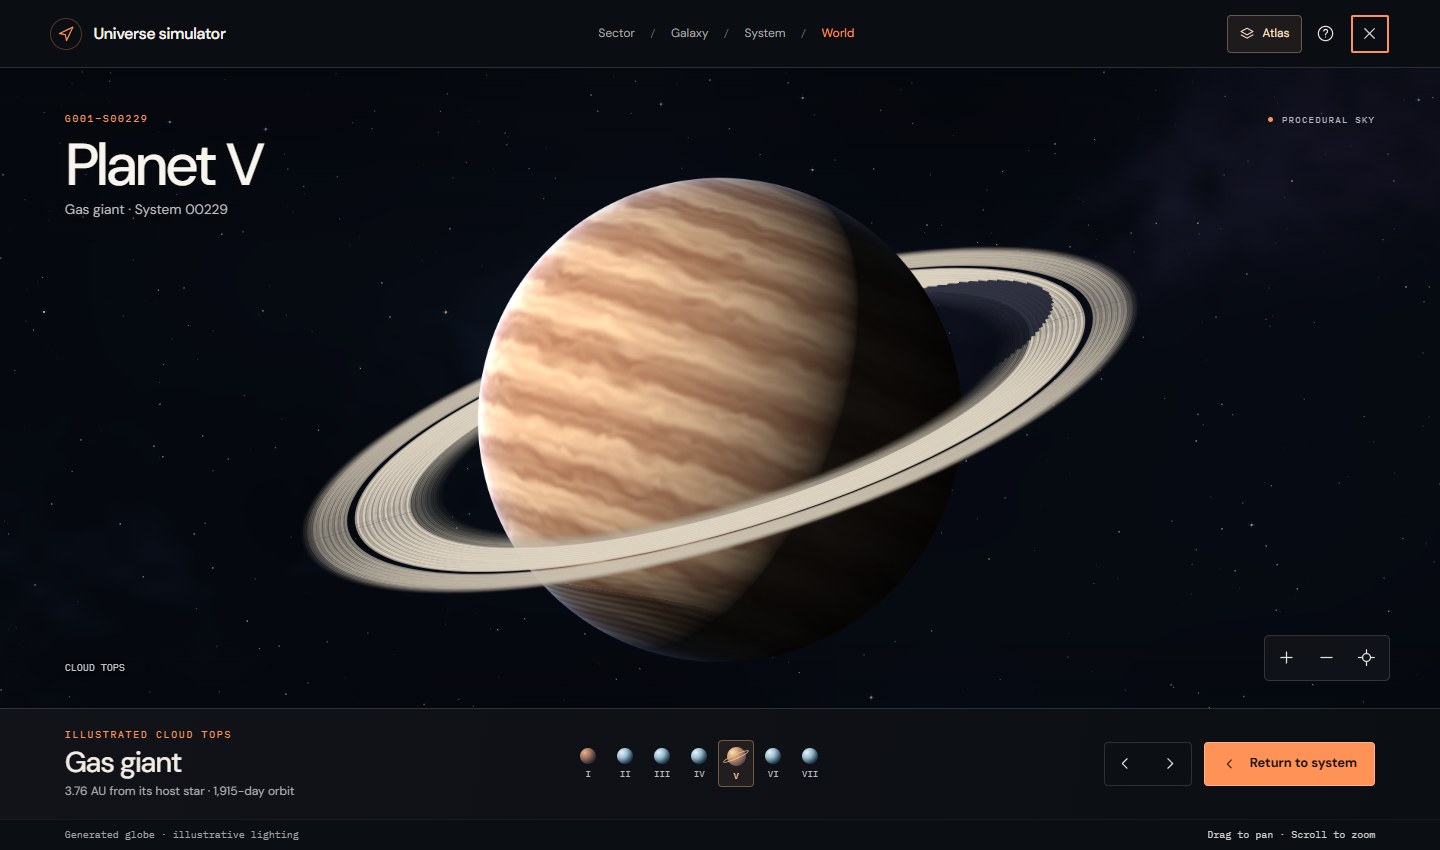 Universe simulator
Sector / Galaxy / System / World
Atlas
G001-S00229
Planet V
Gas giant · System 00229
PROCEDURAL SKY
CLOUD TOPS
ILLUSTRATED CLOUD TOPS
Gas giant
3.76 AU from its host star · 1,915-day orbit
I II III IV V VI VII
Return to system
Generated globe · illustrative lighting
Drag to pan · Scroll to zoom